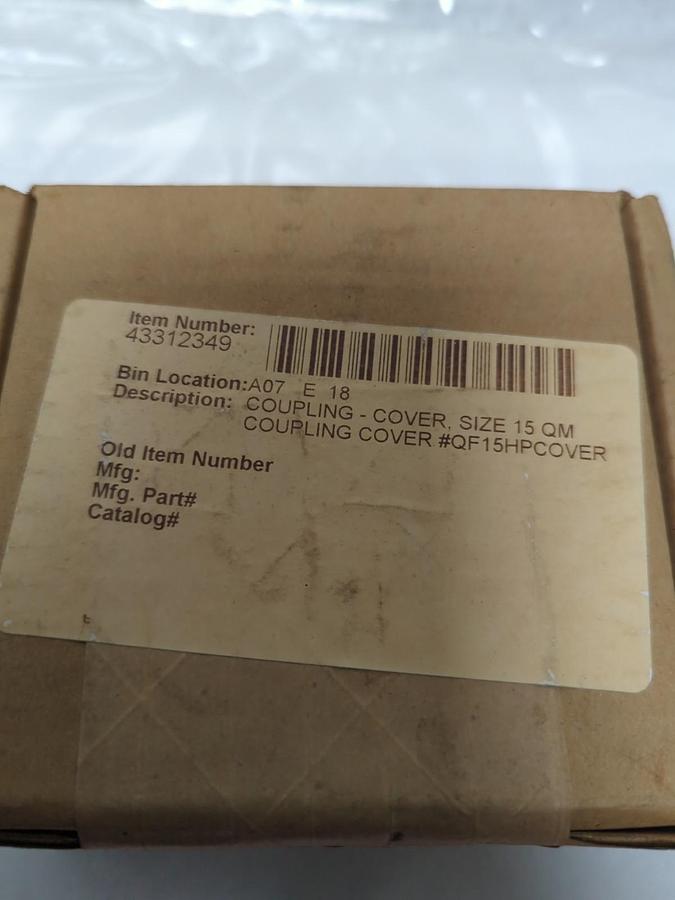 Item Number:
43312349
Bin Location:A07 E 18
Description: COUPLING - COVER, SIZE 15 QM
COUPLING COVER #QF15HPCOVER
Old Item Number
Mfg:
Mfg. Part#
Catalog#